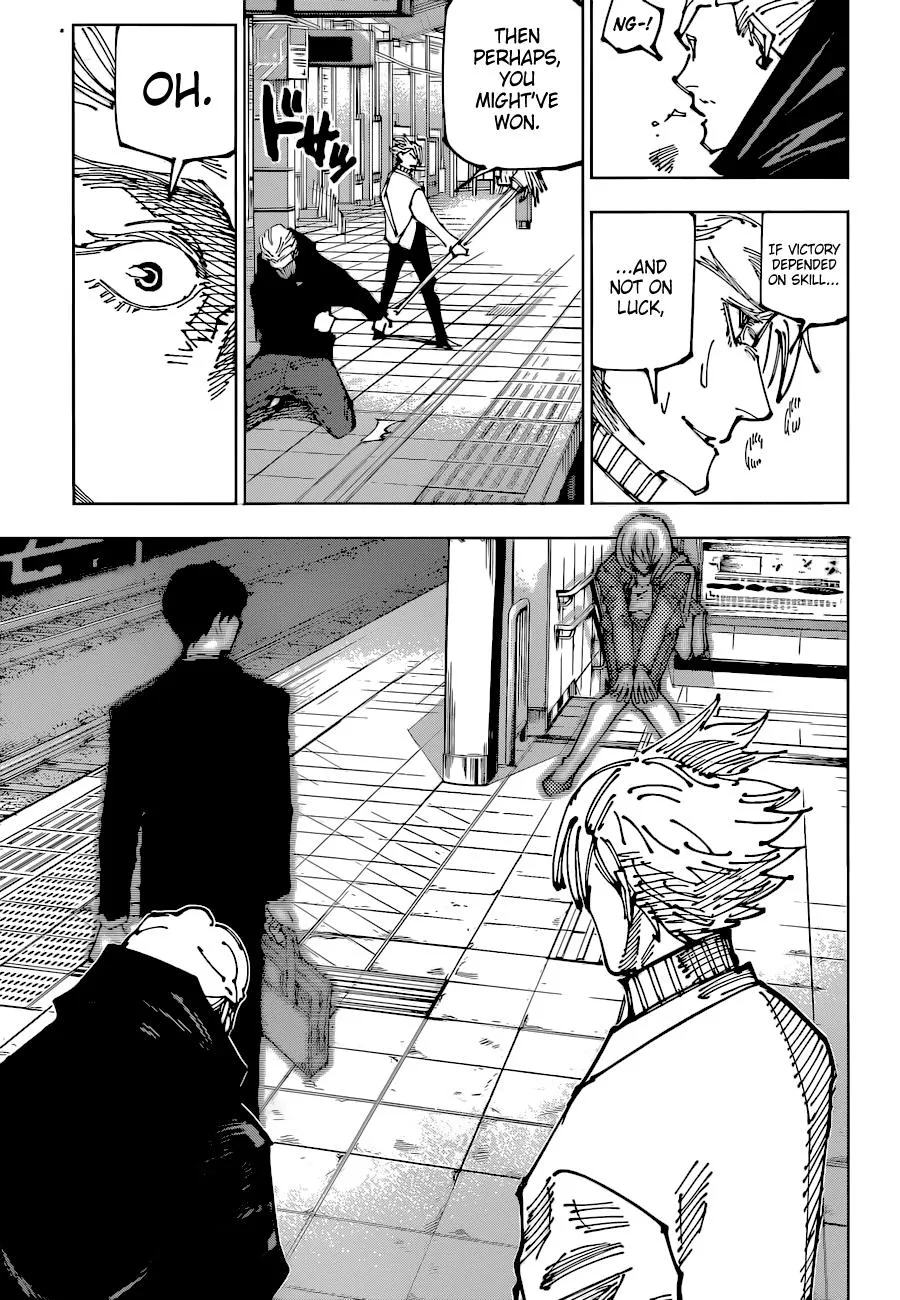 NG-!
IF VICTORY
DEPENDED
ON SKILL...
...AND
NOT ON
LUCK,
THEN
PERHAPS,
YOU
MIGHT'VE
WON.
ドサッ
OH.